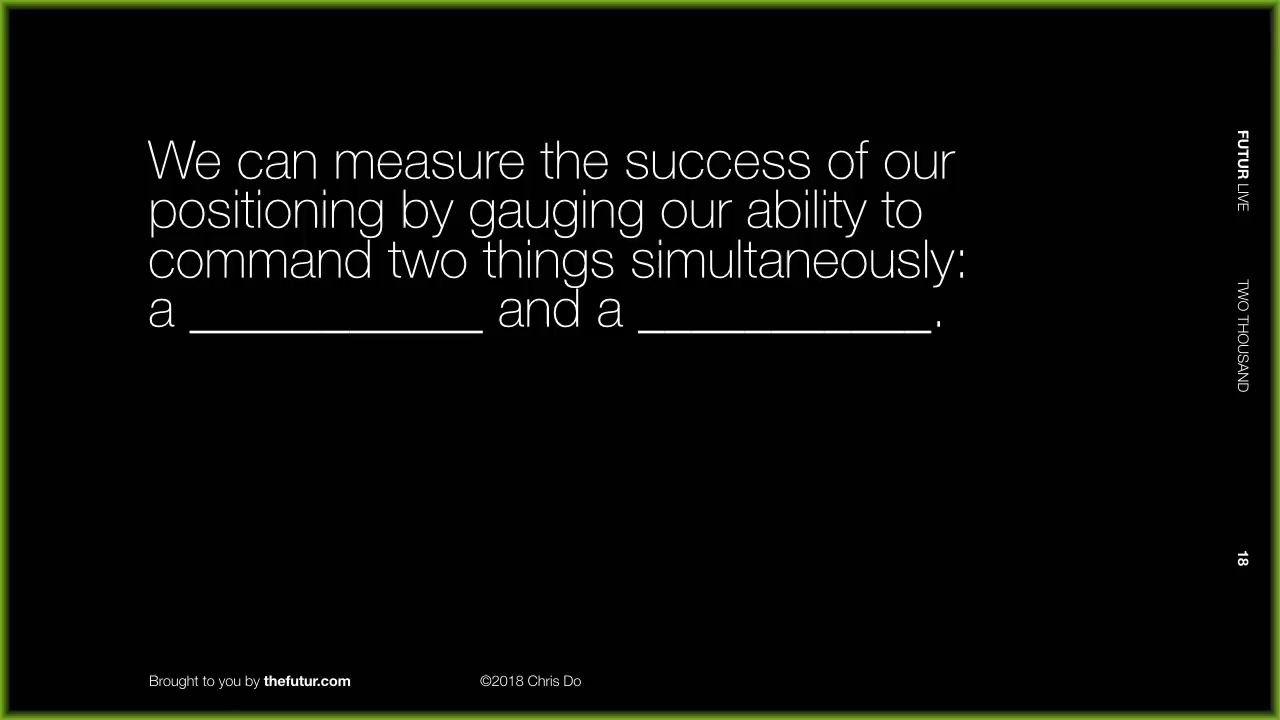 We can measure the success of our
positioning by gauging our ability to
command two things simultaneously:
a ____________ and a ____________.
FUTUR LIVE
TWO THOUSAND
18
Brought to you by thefutur.com
©2018 Chris Do